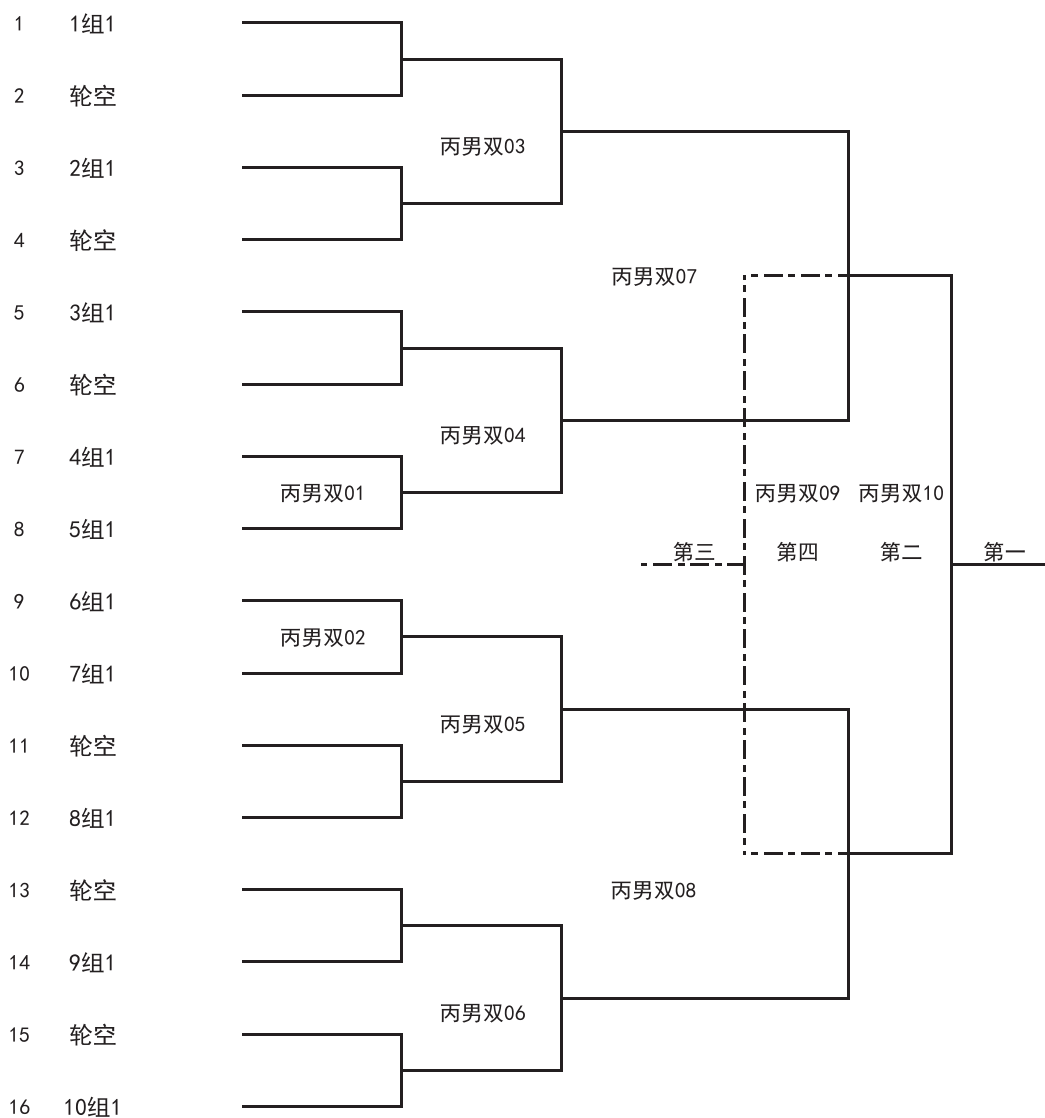 1 1组1
2 轮空
丙男双03
3 2组1
4 轮空
丙男双07
5 3组1
6 轮空
丙男双04
7 4组1
丙男双01 丙男双09 丙男双10
8 5组1
第三 第四 第二 第一
9 6组1
丙男双02
10 7组1
丙男双05
11 轮空
12 8组1
13 轮空
丙男双08
14 9组1
丙男双06
15 轮空
16 10组1